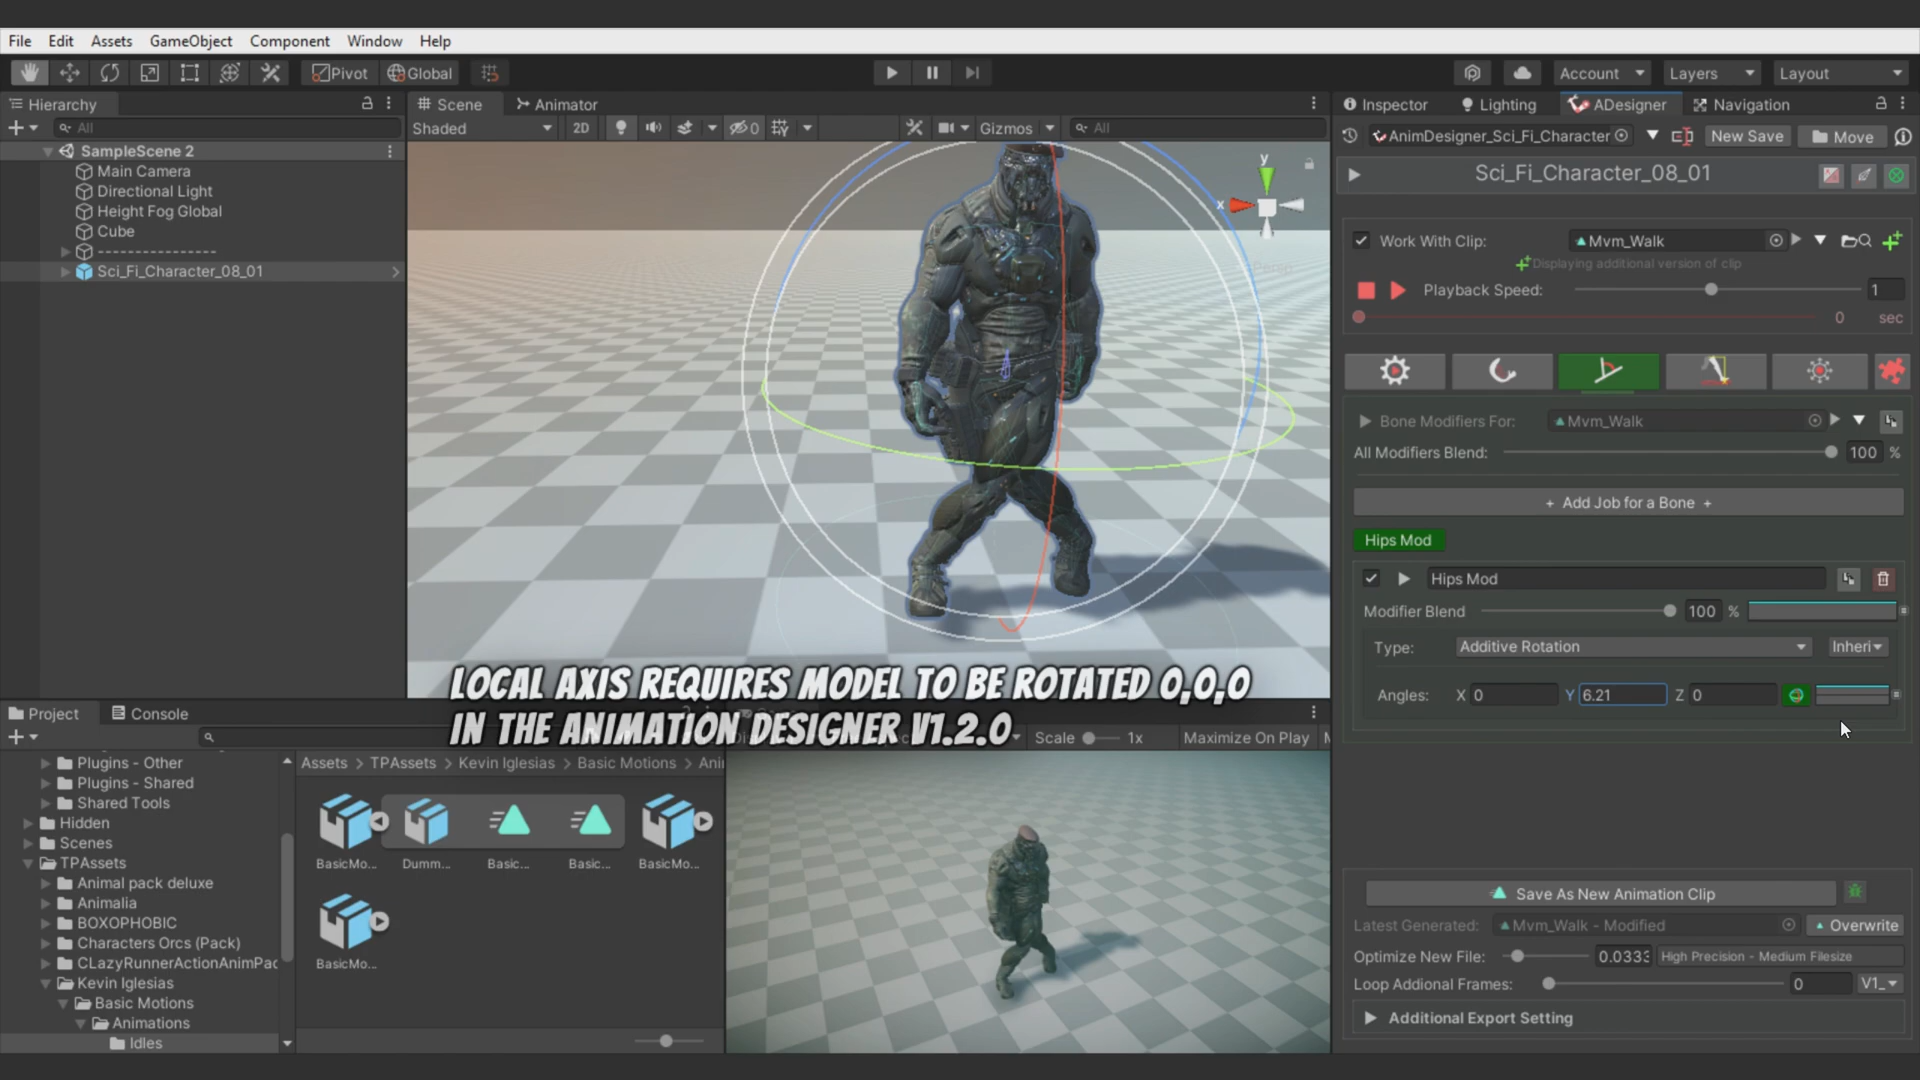 File Edit Assets GameObject Component Window Help
Pivot Global Account Layers Layout
Hierarchy
All
SampleScene 2
Main Camera
Directional Light
Height Fog Global
Cube
----------------
Sci_Fi_Character_08_01
Scene Animator
Shaded 2D 0 Gizmos All
y
x
Persp
LOCAL AXIS REQUIRES MODEL TO BE ROTATED 0,0,0
IN THE ANIMATION DESIGNER V1.2.0
Scale 1x Maximize On Play
Inspector Lighting ADesigner Navigation
AnimDesigner_Sci_Fi_Character New Save Move
Sci_Fi_Character_08_01
Work With Clip: Mvm_Walk
Displaying additional version of clip
Playback Speed: 1
0 sec
Bone Modifiers For: Mvm_Walk
All Modifiers Blend: 100 %
+ Add Job for a Bone +
Hips Mod
Hips Mod
Modifier Blend 100 %
Type: Additive Rotation Inheri
Angles: X 0 Y 6.21 Z 0
Save As New Animation Clip
Latest Generated: Mvm_Walk - Modified Overwrite
Optimize New File: 0.0333 High Precision - Medium Filesize
Loop Addional Frames: 0 V1_
Additional Export Setting
Project Console
Plugins - Other
Plugins - Shared
Shared Tools
Hidden
Scenes
TPAssets
Animal pack deluxe
Animalia
BOXOPHOBIC
Characters Orcs (Pack)
CLazyRunnerActionAnimPac
Kevin Iglesias
Basic Motions
Animations
Idles
Assets > TPAssets > Kevin Iglesias > Basic Motions > Ani
BasicMo... Dumm... Basic... Basic... BasicMo...
BasicMo...